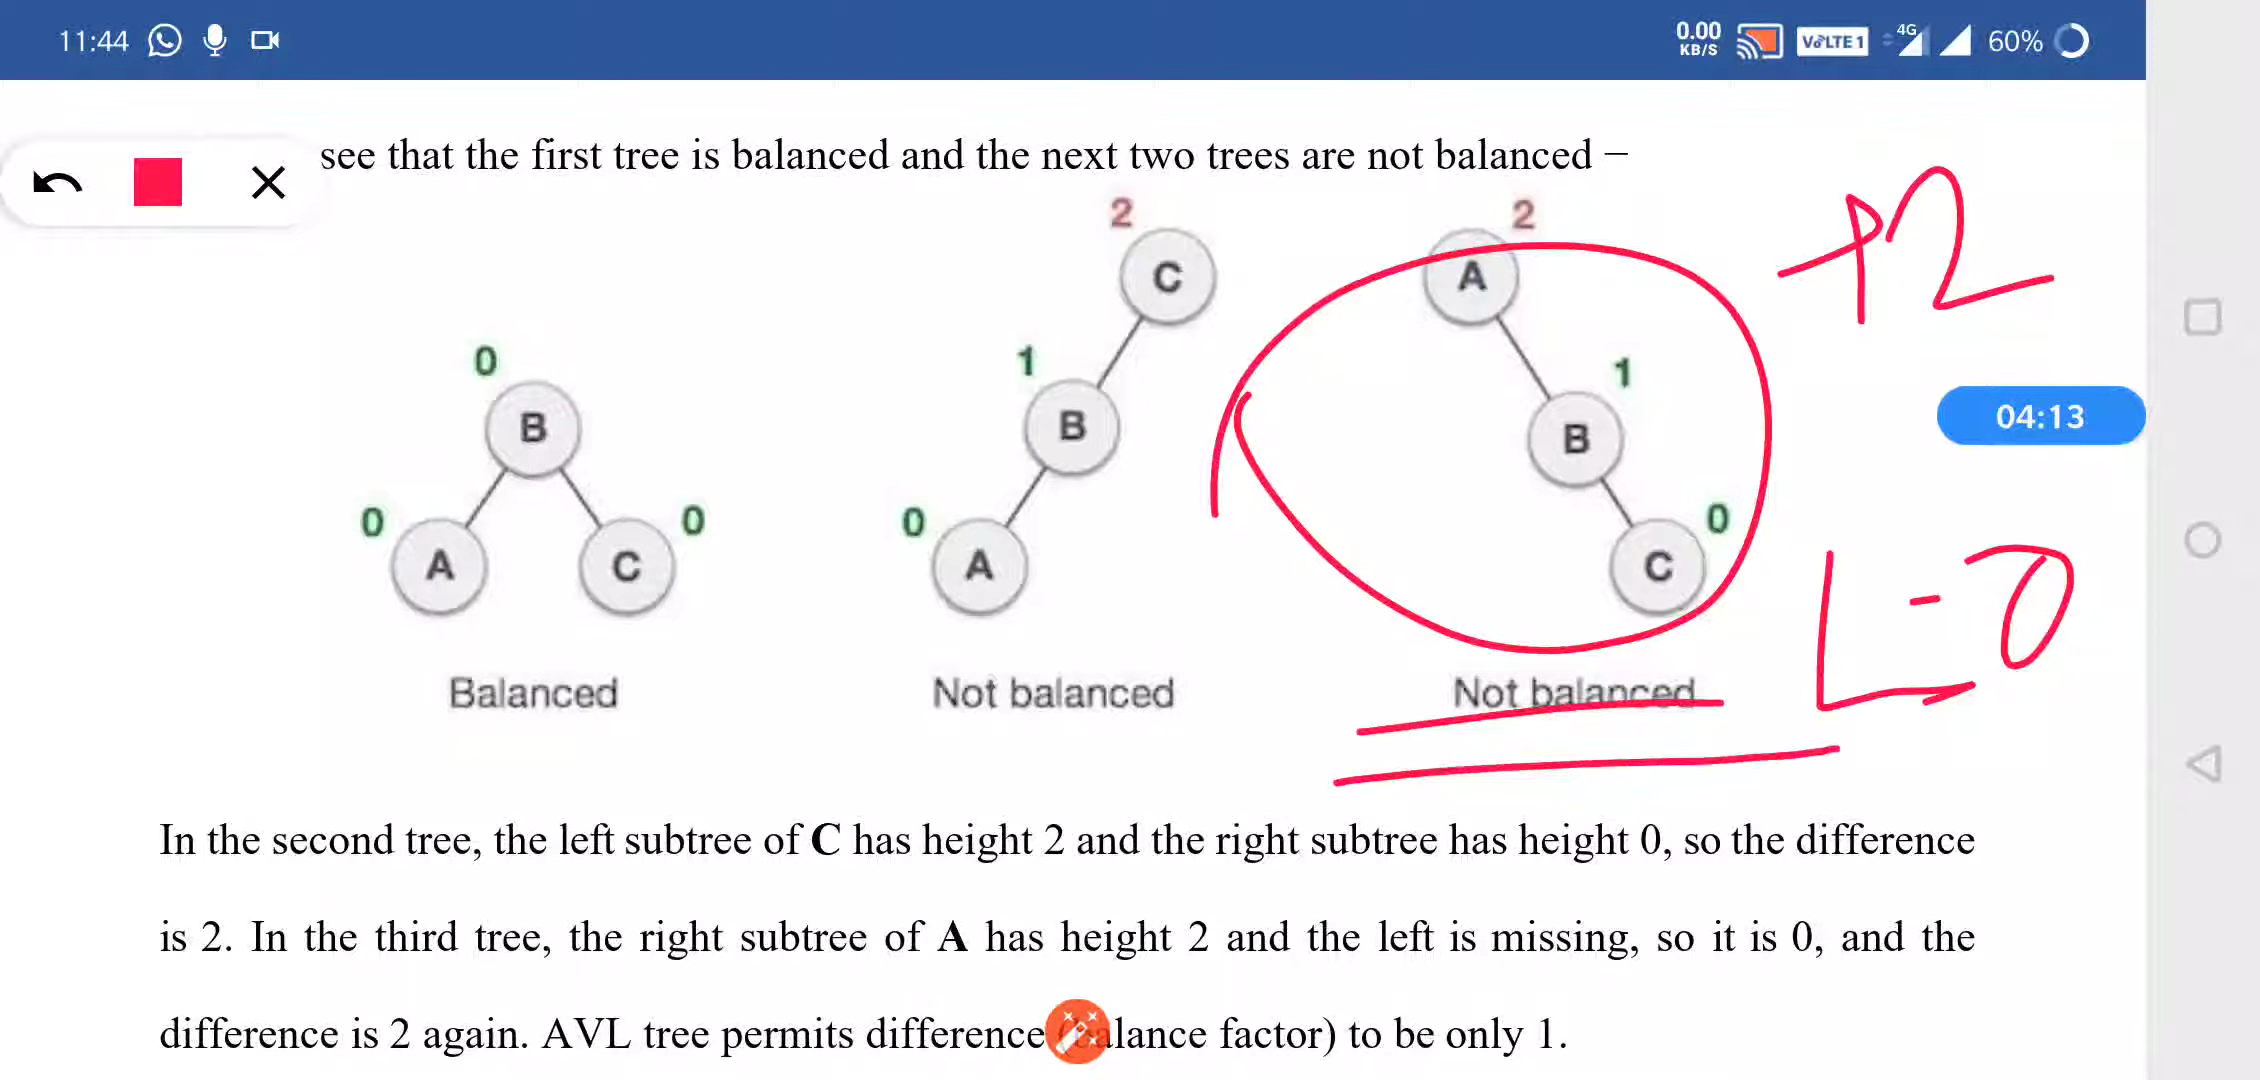 11:44
0.00 KB/S VoLTE 1 4G 60%
see that the first tree is balanced and the next two trees are not balanced –
2 2 +2
C A
0 1 1
04:13
B B B
0 0 0 0
A C A C
L=0
Balanced Not balanced Not balanced
In the second tree, the left subtree of C has height 2 and the right subtree has height 0, so the difference
is 2. In the third tree, the right subtree of A has height 2 and the left is missing, so it is 0, and the
difference is 2 again. AVL tree permits difference (balance factor) to be only 1.